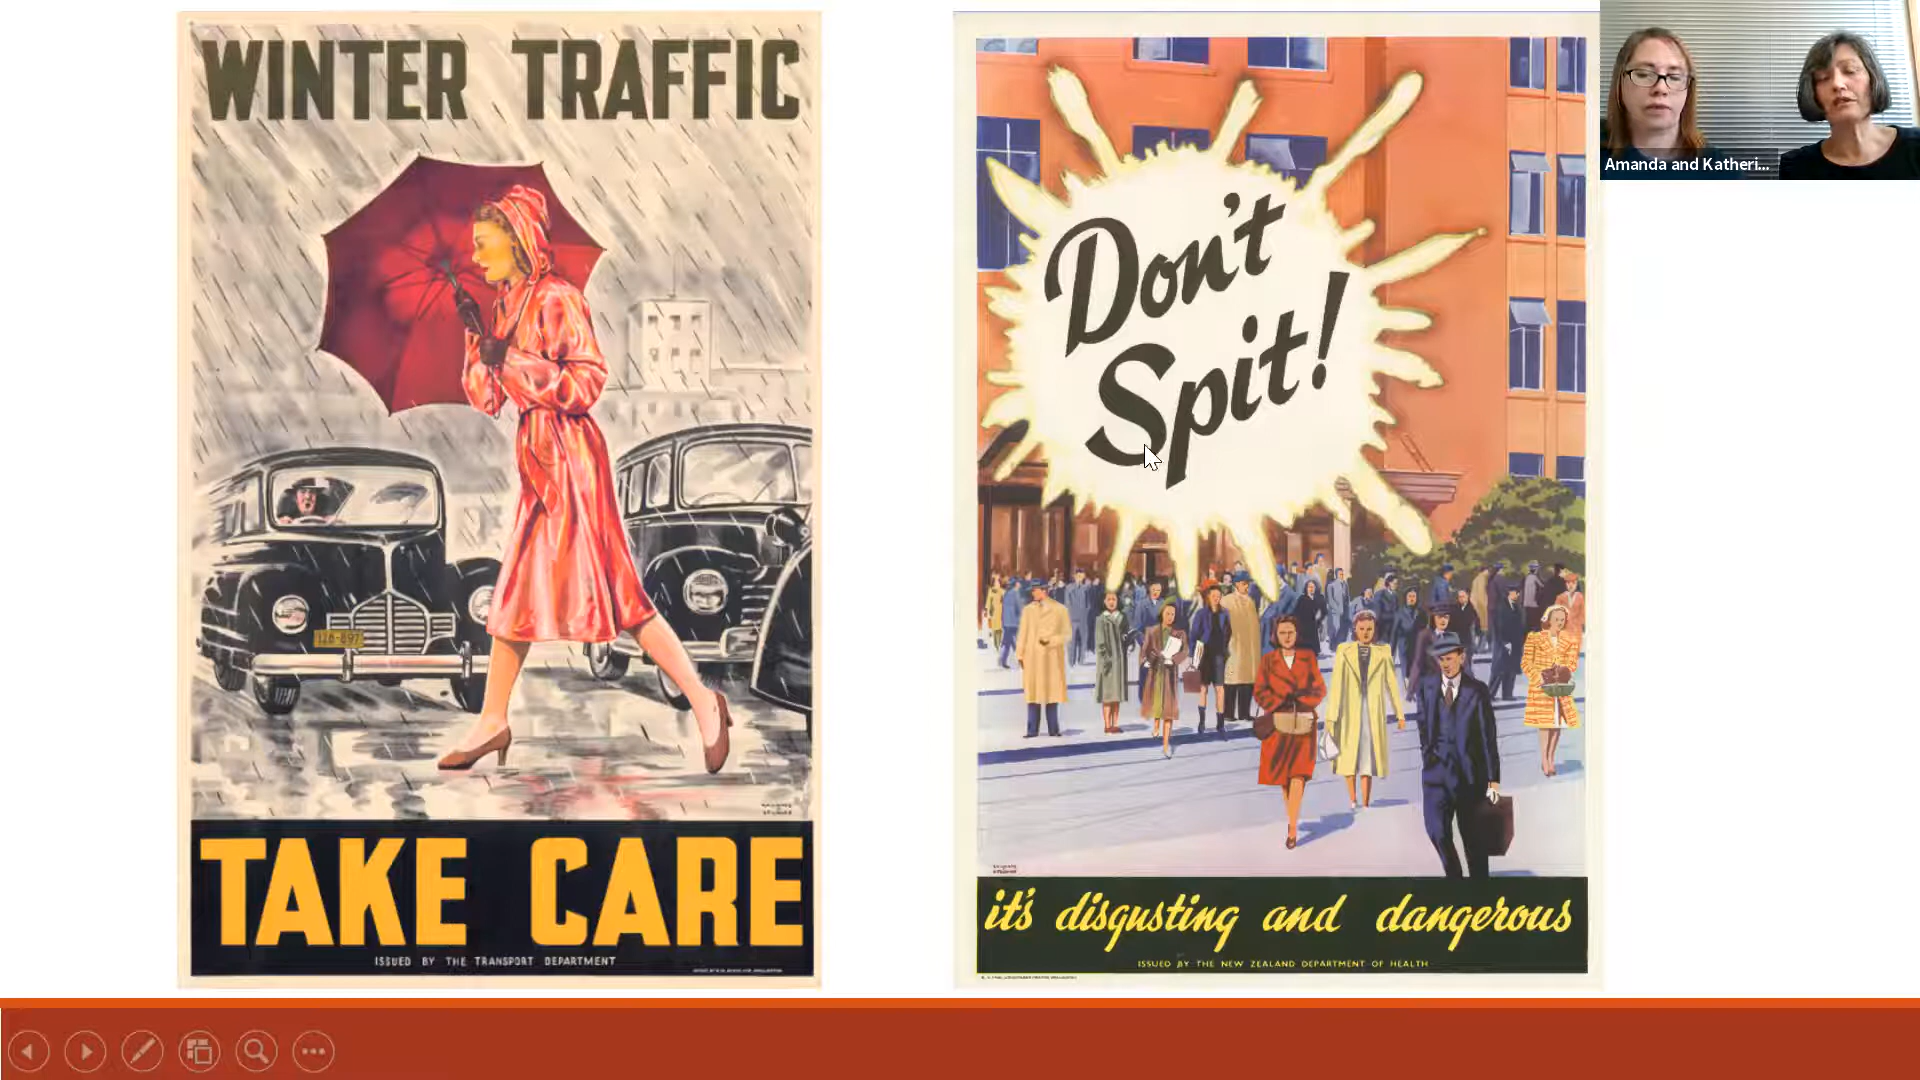 WINTER TRAFFIC
TAKE CARE
ISSUED BY THE TRANSPORT DEPARTMENT
Don't
Spit!
it's disgusting and dangerous
ISSUED BY THE NEW ZEALAND DEPARTMENT OF HEALTH
Amanda and Katheri...